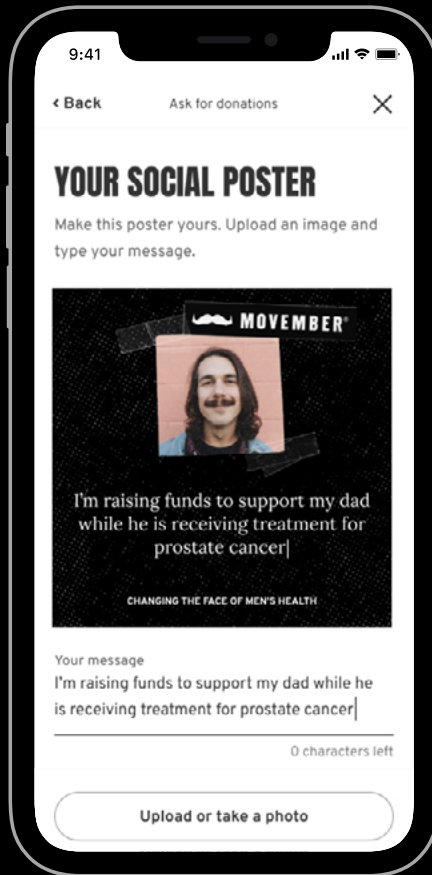 9:41
< Back
Ask for donations
YOUR SOCIAL POSTER
Make this poster yours. Upload an image and
type your message.
MOVEMBER®
I'm raising funds to support my dad
while he is receiving treatment for
prostate cancer
CHANGING THE FACE OF MEN'S HEALTH
Your message
I'm raising funds to support my dad while he
is receiving treatment for prostate cancer
0 characters left
Upload or take a photo